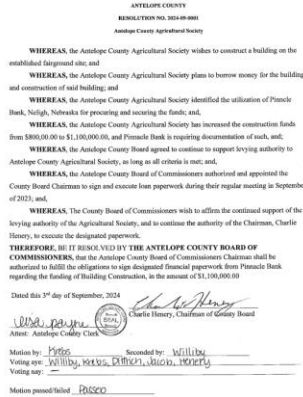 ANTELOPE COUNTY
RESOLUTION NO. 2024-09-0001
Antelope County Agricultural Society
WHEREAS, the Antelope County Agricultural Society wishes to construct a building on the
established fairground site; and
WHEREAS, the Antelope County Agricultural Society plans to borrow money for the building
and construction of said building; and
WHEREAS, the Antelope County Agricultural Society identified the utilization of Pinnacle
Bank, Neligh, Nebraska for procuring and securing the funds; and,
WHEREAS, the Antelope County Agricultural Society has increased the construction funds
from $800,00.00 to $1,100,000.00, and Pinnacle Bank is requiring documentation of such, and;
WHEREAS, the Antelope County Board agreed to continue to support levying authority to
Antelope County Agricultural Society, as long as all criteria is met; and,
WHEREAS, the Antelope County Board of Commissioners authorized and appointed the
County Board Chairman to sign and execute loan paperwork during their regular meeting in September
of 2023; and,
WHEREAS, The County Board of Commissioners wish to affirm the continued support of the
levying authority of the Agricultural Society, and to continue the authority of the Chairman, Charlie
Henery, to execute the designated paperwork.
THEREFORE, BE IT RESOLVED BY THE ANTELOPE COUNTY BOARD OF
COMMISSIONERS, that the Antelope County Board of Commissioners Chairman shall be
authorized to fulfill the obligations to sign designated financial paperwork from Pinnacle Bank
regarding the funding of Building Construction, in the amount of $1,100,000.00
Dated this 3rd day of September, 2024
Charlie Henery, Chairman of County Board
Lisa Payne
SEAL
Attest: Antelope County Clerk
Motion by: Krebs Seconded by: Williby
Voting aye: Williby, Krebs, Dittrich, Jacob, Henery
Voting nay: —
Motion passed/failed Passed